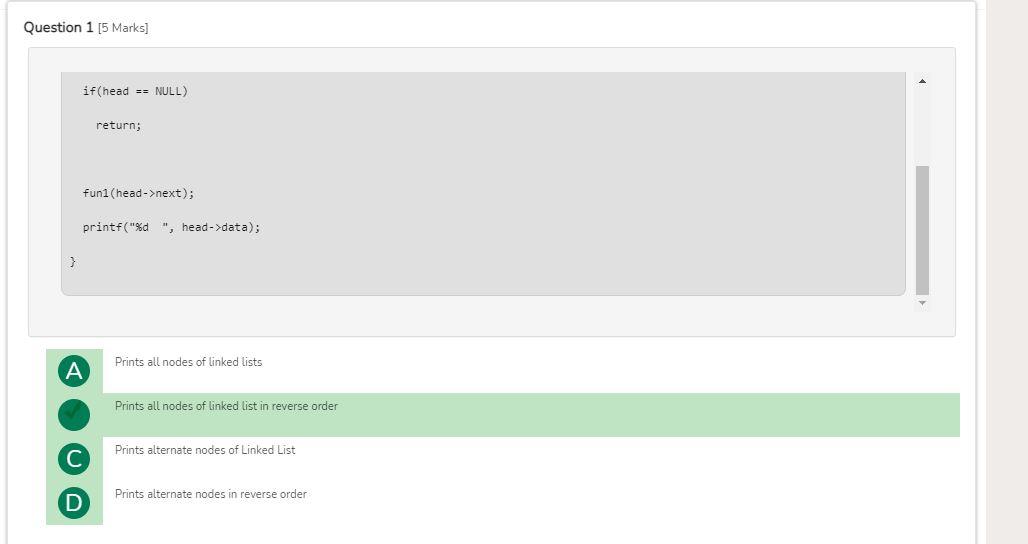 Question 1 [5 Marks]
if(head == NULL)
return;
fun1(head->next);
printf("%d  ", head->data);
}
A Prints all nodes of linked lists
Prints all nodes of linked list in reverse order
C Prints alternate nodes of Linked List
D Prints alternate nodes in reverse order